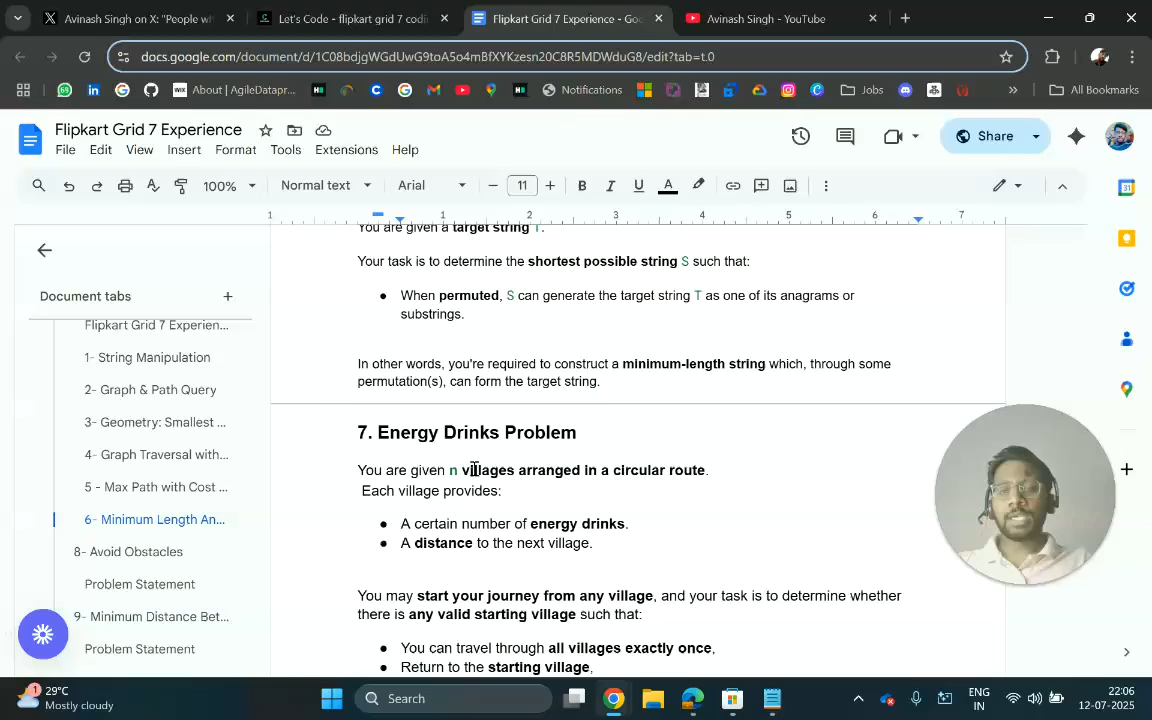 Avinash Singh on X: "People wh
Let's Code - flipkart grid 7 codin
Flipkart Grid 7 Experience - Goo
Avinash Singh - YouTube
docs.google.com/document/d/1C08bdjgWGdUwG9toA5o4mBfXYKzesn20C8R5MDWduG8/edit?tab=t.0
About | AgileDatapr...
Notifications
Jobs
All Bookmarks
Flipkart Grid 7 Experience
Share
File Edit View Insert Format Tools Extensions Help
100% Normal text Arial 11
1 1 2 3 4 5 6 7
Document tabs
Flipkart Grid 7 Experien...
1- String Manipulation
2- Graph & Path Query
3- Geometry: Smallest ...
4- Graph Traversal with...
5 - Max Path with Cost ...
6- Minimum Length An...
8- Avoid Obstacles
Problem Statement
9- Minimum Distance Bet...
Problem Statement
You are given a target string T.
Your task is to determine the shortest possible string S such that:
● When permuted, S can generate the target string T as one of its anagrams or
substrings.
In other words, you're required to construct a minimum-length string which, through some
permutation(s), can form the target string.
7. Energy Drinks Problem
You are given n villages arranged in a circular route.
Each village provides:
● A certain number of energy drinks.
● A distance to the next village.
You may start your journey from any village, and your task is to determine whether
there is any valid starting village such that:
● You can travel through all villages exactly once,
● Return to the starting village,
29°C
Mostly cloudy
Search
ENG
IN
22:06
12-07-2025